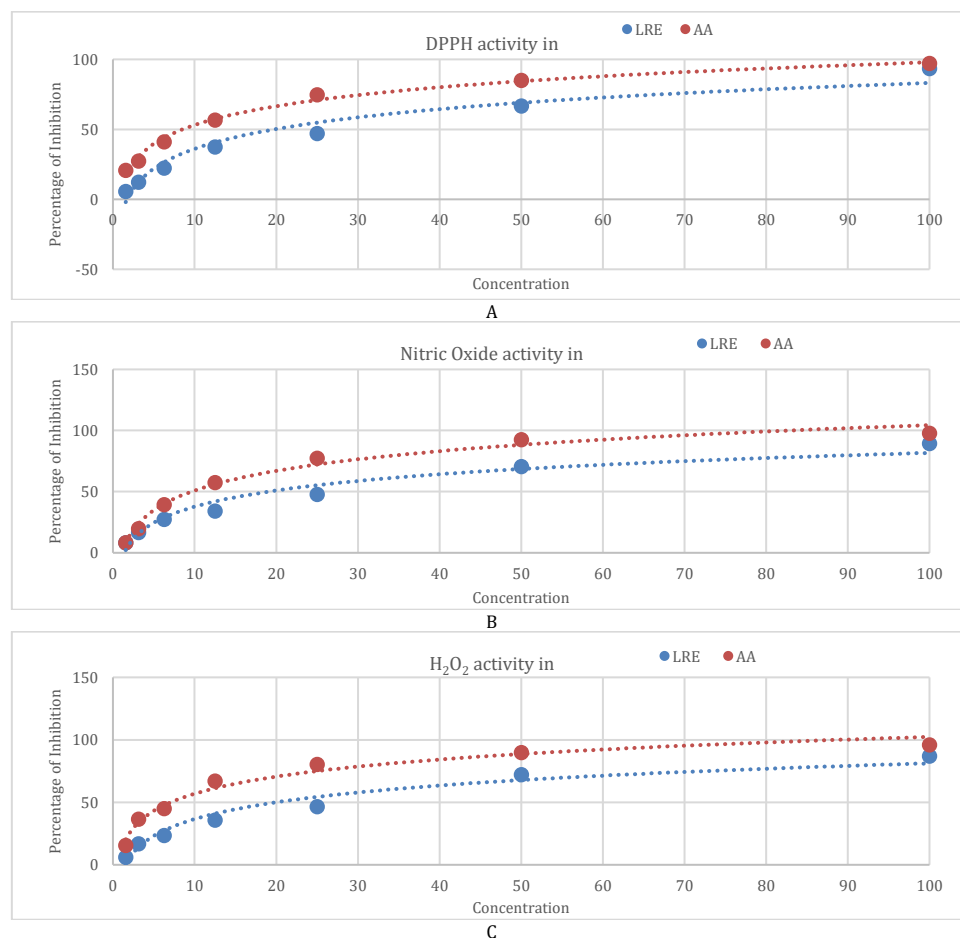 DPPH activity in
LRE AA
Percentage of Inhibition
100
50
0
-50
0 10 20 30 40 50 60 70 80 90 100
Concentration
A
Nitric Oxide activity in
LRE AA
Percentage of Inhibition
150
100
50
0
0 10 20 30 40 50 60 70 80 90 100
Concentration
B
H₂O₂ activity in
LRE AA
Percentage of Inhibition
150
100
50
0
0 10 20 30 40 50 60 70 80 90 100
Concentration
C